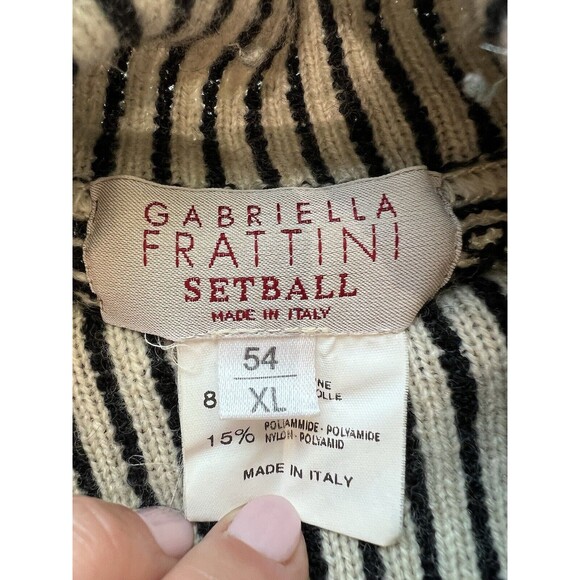 GABRIELLA
FRATTINI
SETBALL
MADE IN ITALY
54
XL
8
15% POLIAMMIDE - POLYAMIDE
NYLON - POLYAMID
MADE IN ITALY